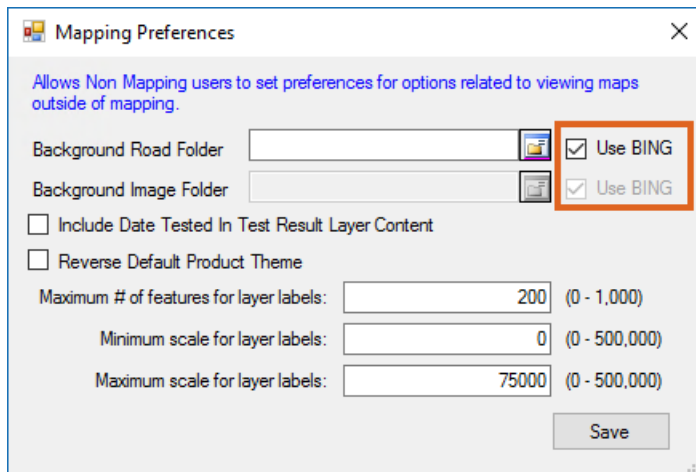 Mapping Preferences
Allows Non Mapping users to set preferences for options related to viewing maps
outside of mapping.
Background Road Folder Use BING
Background Image Folder Use BING
Include Date Tested In Test Result Layer Content
Reverse Default Product Theme
Maximum # of features for layer labels: 200 (0 - 1,000)
Minimum scale for layer labels: 0 (0 - 500,000)
Maximum scale for layer labels: 75000 (0 - 500,000)
Save